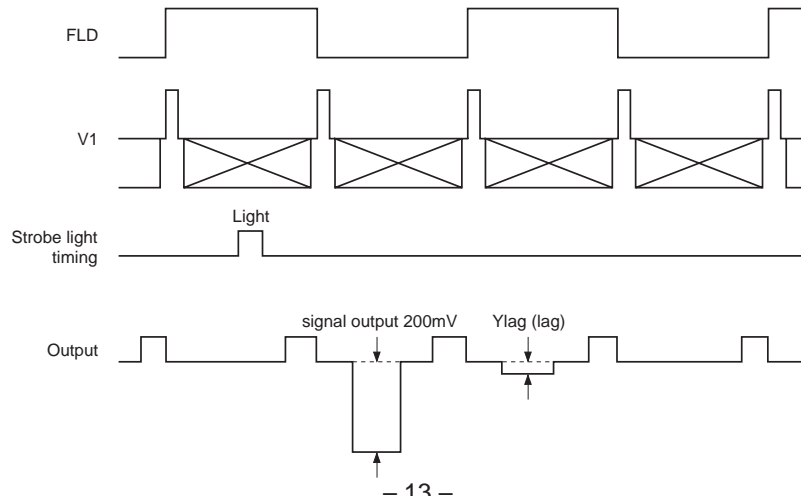 FLD
V1
Light
Strobe light
timing
signal output 200mV
Ylag (lag)
Output
– 13 –